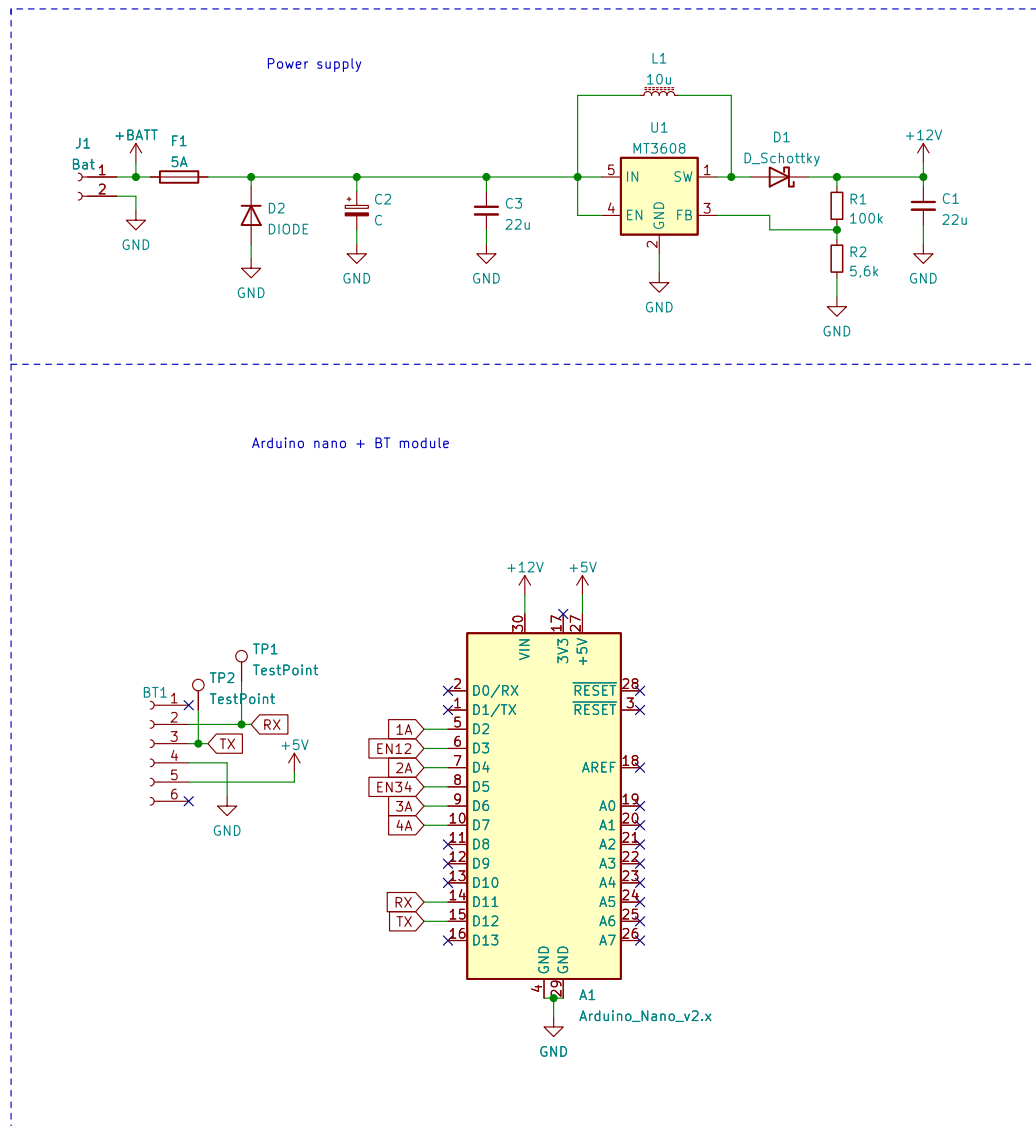 Power supply
L1
10u
J1
Bat
1
2
+BATT
F1
5A
GND
D2
DIODE
GND
+
C2
C
GND
C3
22u
GND
U1
MT3608
5 IN
4 EN
SW 1
FB 3
GND
2
GND
D1
D_Schottky
+12V
R1
100k
R2
5,6k
GND
C1
22u
GND
Arduino nano + BT module
+12V
+5V
30
17
27
VIN
3V3
+5V
TP1
TestPoint
TP2
TestPoint
BT1
1
2
3
4
5
6
RX
TX
+5V
GND
2 D0/RX
1 D1/TX
1A 5 D2
EN12 6 D3
2A 7 D4
EN34 8 D5
3A 9 D6
4A 10 D7
11 D8
12 D9
13 D10
RX 14 D11
TX 15 D12
16 D13
RESET 28
RESET 3
AREF 18
A0 19
A1 20
A2 21
A3 22
A4 23
A5 24
A6 25
A7 26
GND
GND
4
29
A1
Arduino_Nano_v2.x
GND